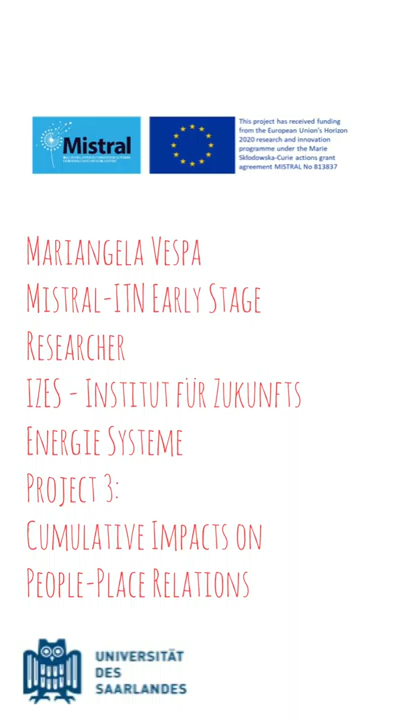 Mistral
This project has received funding
from the European Union's Horizon
2020 research and innovation
programme under the Marie
Skłodowska-Curie actions grant
agreement MISTRAL No 813837
Mariangela Vespa
Mistral-ITN Early Stage
Researcher
IZES - Institut für Zukunfts
Energie Systeme
Project 3:
Cumulative Impacts on
People-Place Relations
UNIVERSITÄT
DES
SAARLANDES